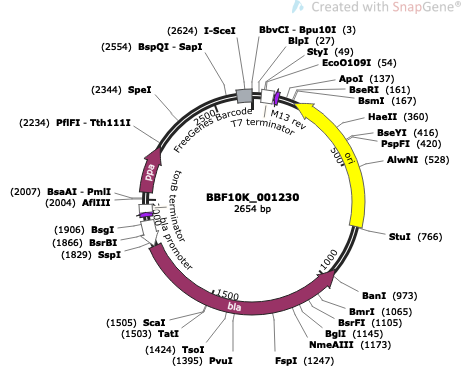 Created with SnapGene®
(2624) I-SceI
BbvCI - Bpu10I (3)
(2554) BspQI - SapI
BlpI (27)
StyI (49)
EcoO109I (54)
(2344) SpeI
ApoI (137)
BseRI (161)
BsmI (167)
(2234) PflFI - Tth111I
HaeII (360)
BseYI (416)
PspFI (420)
AlwNI (528)
(2007) BsaAI - PmlI
(2004) AflIII
(1906) BsgI
(1866) BsrBI
(1829) SspI
StuI (766)
BanI (973)
BmrI (1065)
BsrFI (1105)
BglI (1145)
NmeAIII (1173)
FspI (1247)
(1505) ScaI
(1503) TatI
(1424) TsoI
(1395) PvuI
FreeGenes Barcode
T7 terminator
M13 rev
ori
ppa
tonB terminator
bla promoter
bla
500
1000
1500
2000
2500
BBF10K_001230
2654 bp